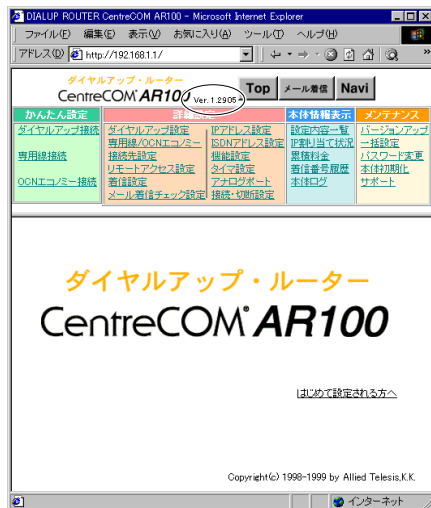 DIALUP ROUTER CentreCOM AR100 - Microsoft Internet Explorer
ファイル(F) 編集(E) 表示(V) お気に入り(A) ツール(T) ヘルプ(H)
アドレス(D) http://192.168.1.1/
ダイヤルアップ・ルーター
CentreCOM AR100 Ver. 1.2905
Top メール着信 Navi
かんたん設定 詳細設定 本体情報表示 メンテナンス
ダイヤルアップ接続 ダイヤルアップ設定 IPアドレス設定 設定内容一覧 バージョンアップ
専用線/OCNエコノミー ISDNアドレス設定 IP割り当て状況 一括設定
専用線接続 接続先設定 機能設定 累積料金 パスワード変更
リモートアクセス設定 タイマ設定 着信番号履歴 本体初期化
OCNエコノミー接続 着信設定 アナログポート 本体ログ サポート
メール着信チェック設定 接続・切断設定
ダイヤルアップ・ルーター
CentreCOM AR100
はじめて設定される方へ
Copyright(c) 1998-1999 by Allied Telesis,K.K.
インターネット